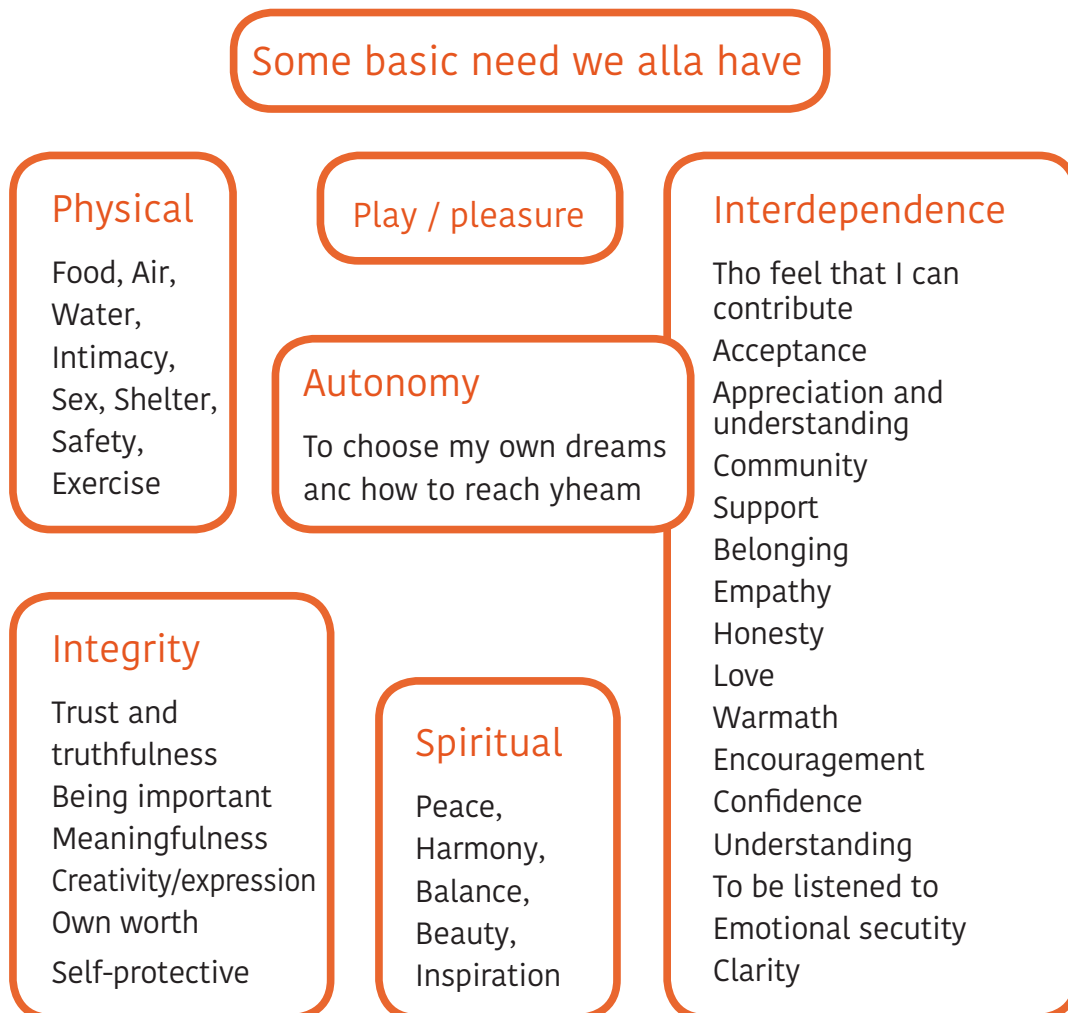 Some basic need we alla have
Physical
Food, Air,
Water,
Intimacy,
Sex, Shelter,
Safety,
Exercise
Play / pleasure
Autonomy
To choose my own dreams
anc how to reach yheam
Interdependence
Tho feel that I can
contribute
Acceptance
Appreciation and
understanding
Community
Support
Belonging
Empathy
Honesty
Love
Warmath
Encouragement
Confidence
Understanding
To be listened to
Emotional secutity
Clarity
Integrity
Trust and
truthfulness
Being important
Meaningfulness
Creativity/expression
Own worth
Self-protective
Spiritual
Peace,
Harmony,
Balance,
Beauty,
Inspiration